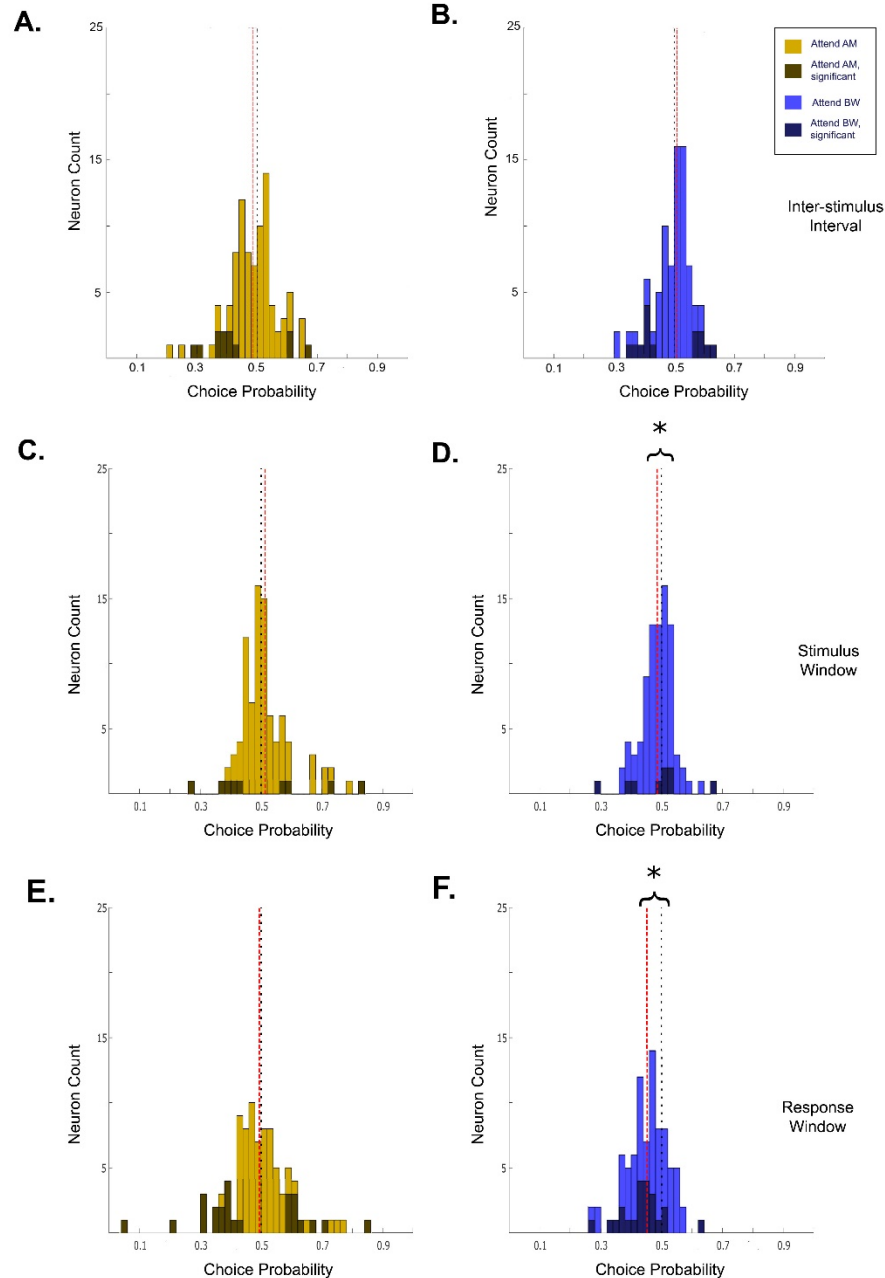 A.
B.
25
15
5
Neuron Count
0.1 0.3 0.5 0.7 0.9
Choice Probability
25
15
5
Neuron Count
0.1 0.3 0.5 0.7 0.9
Choice Probability
Attend AM
Attend AM,
significant
Attend BW
Attend BW,
significant
Inter-stimulus
Interval
C.
D.
*
25
15
5
Neuron Count
0.1 0.3 0.5 0.7 0.9
Choice Probability
25
15
5
Neuron Count
0.1 0.3 0.5 0.7 0.9
Choice Probability
Stimulus
Window
E.
F.
*
25
15
5
Neuron Count
0.1 0.3 0.5 0.7 0.9
Choice Probability
25
15
5
Neuron Count
0.1 0.3 0.5 0.7 0.9
Choice Probability
Response
Window